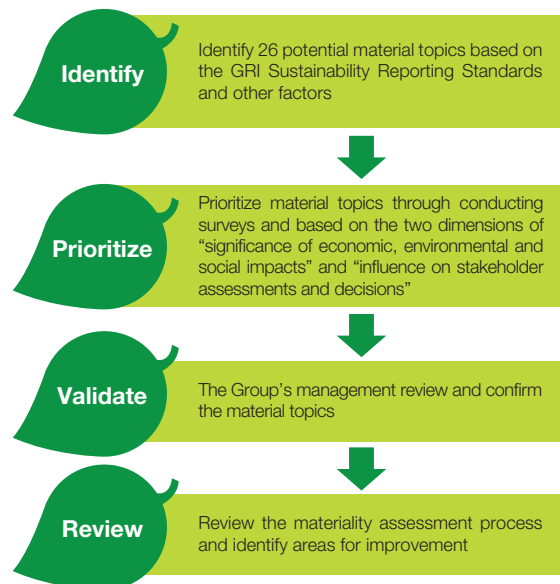 Identify
Identify 26 potential material topics based on
the GRI Sustainability Reporting Standards
and other factors
Prioritize
Prioritize material topics through conducting
surveys and based on the two dimensions of
“significance of economic, environmental and
social impacts” and “influence on stakeholder
assessments and decisions”
Validate
The Group’s management review and confirm
the material topics
Review
Review the materiality assessment process
and identify areas for improvement